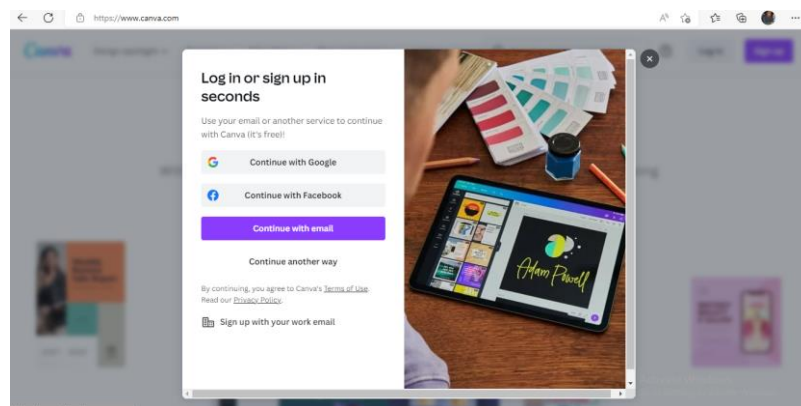 https://www.canva.com
Canva
Log in
Sign up
Log in or sign up in
seconds
Use your email or another service to continue
with Canva (it's free)!
Continue with Google
Continue with Facebook
Continue with email
Continue another way
By continuing, you agree to Canva's Terms of Use.
Read our Privacy Policy.
Sign up with your work email
Adam Powell